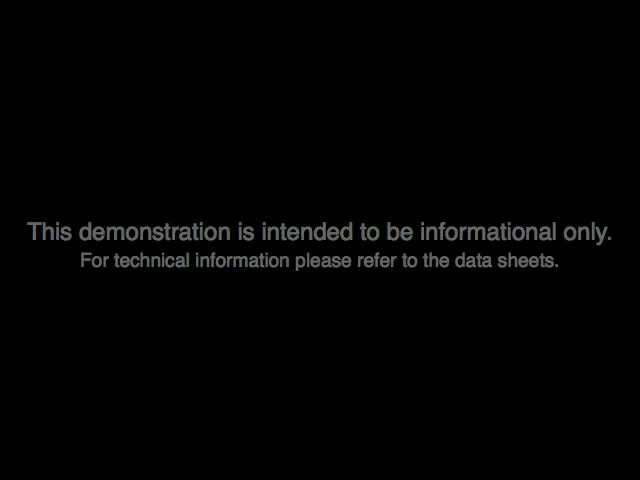 This demonstration is intended to be informational only.
For technical information please refer to the data sheets.